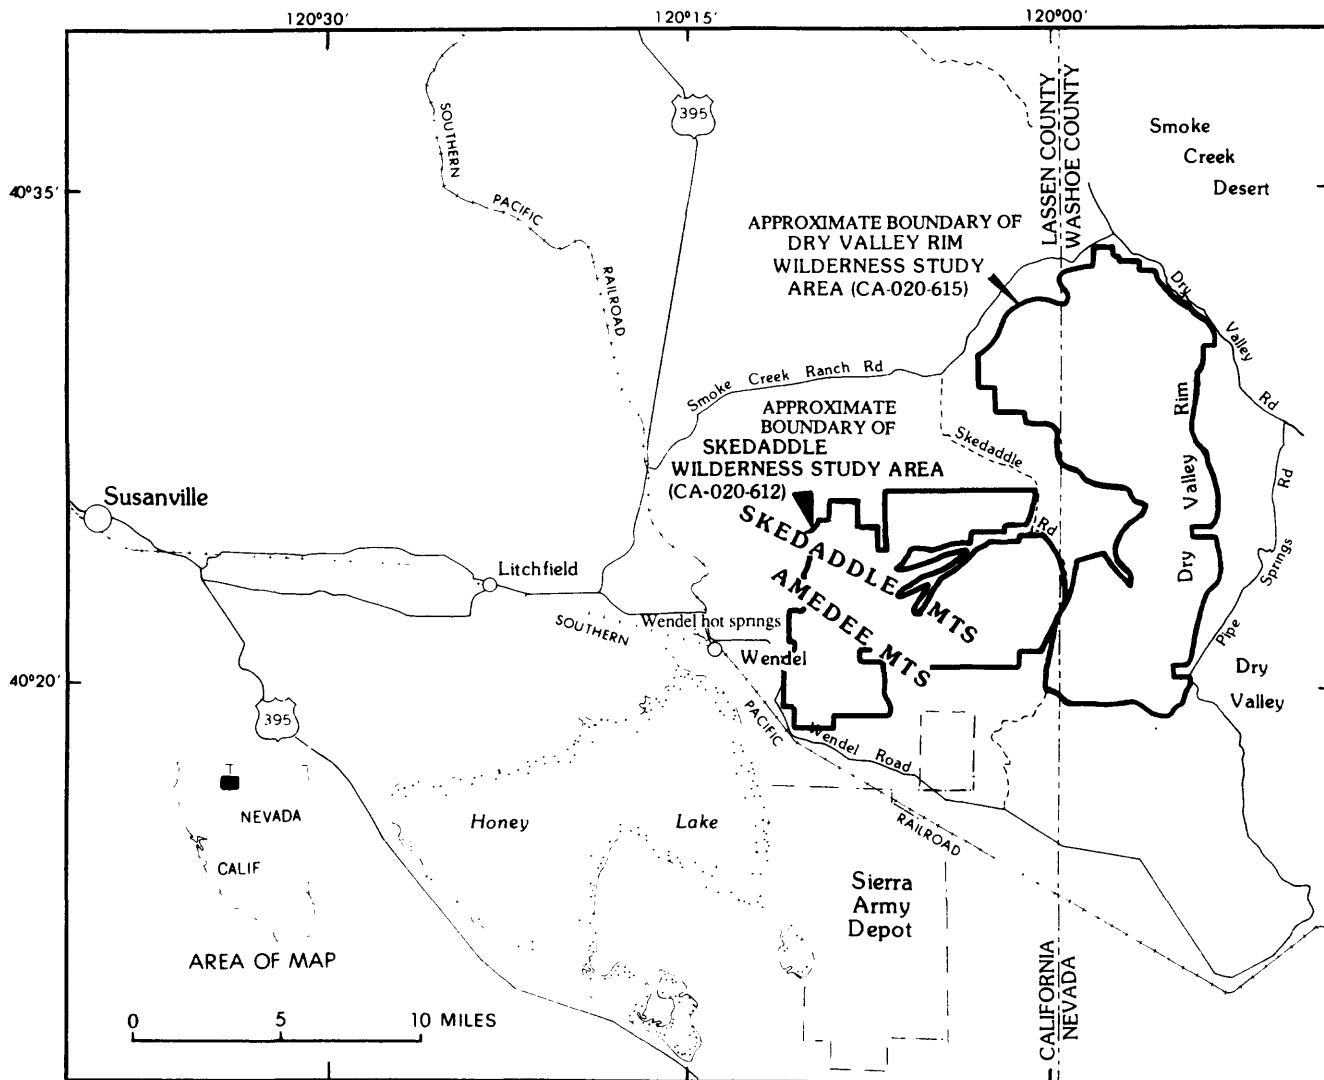 120°30′
120°15′
120°00′
40°35′
40°20′
395
SOUTHERN
PACIFIC
RAILROAD
LASSEN COUNTY
WASHOE COUNTY
Smoke
Creek
Desert
APPROXIMATE BOUNDARY OF
DRY VALLEY RIM
WILDERNESS STUDY
AREA (CA-020-615)
Dry
Valley
Rd
Smoke Creek Ranch Rd
APPROXIMATE
BOUNDARY OF
SKEDADDLE
WILDERNESS STUDY AREA
(CA-020-612)
Skedaddle
Rd
Dry
Valley
Rim
Pipe
Springs
Rd
Susanville
Litchfield
SKEDADDLE MTS
AMEDEE MTS
SOUTHERN
PACIFIC
RAILROAD
Wendel hot springs
Wendel
Wendel Road
Dry
Valley
395
Honey Lake
Sierra
Army
Depot
NEVADA
CALIF
AREA OF MAP
0 5 10 MILES
CALIFORNIA
NEVADA